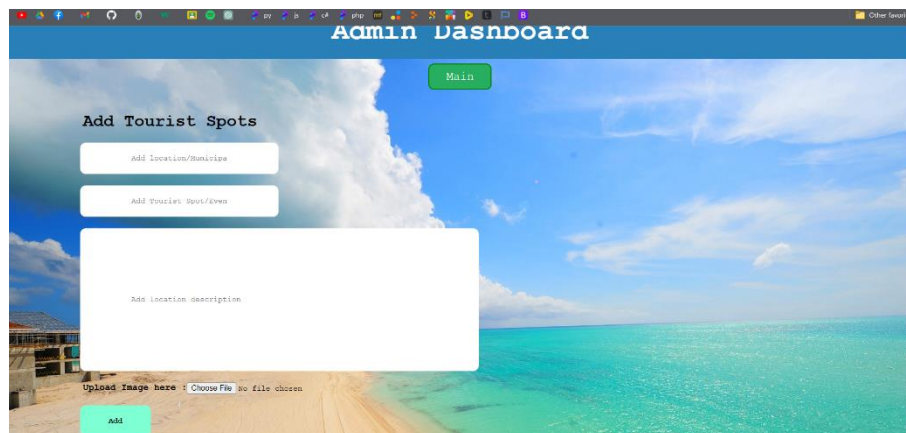 py js c# php
Other favori
Admin Dashboard
Main
Add Tourist Spots
Add location/Municipa
Add Tourist Spot/Even
Add location description
Upload Image here : Choose File No file chosen
Add